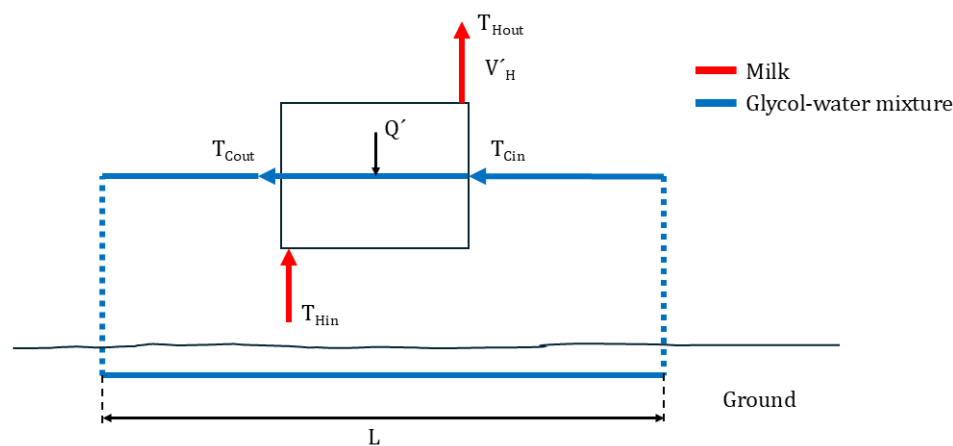 T_Hout
V´_H
Milk
Glycol-water mixture
Q´
T_Cout
T_Cin
T_Hin
Ground
L